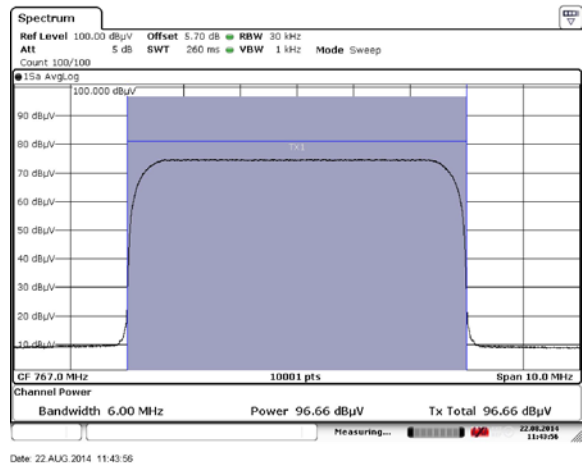 Spectrum
Ref Level 100.00 dBµV Offset 5.70 dB RBW 30 kHz
Att 5 dB SWT 260 ms VBW 1 kHz Mode Sweep
Count 100/100
1Sa AvgLog
100.000 dBµV
90 dBµV
80 dBµV
TX1
70 dBµV
60 dBµV
50 dBµV
40 dBµV
30 dBµV
20 dBµV
10 dBµV
CF 767.0 MHz 10001 pts Span 10.0 MHz
Channel Power
Bandwidth 6.00 MHz Power 96.66 dBµV Tx Total 96.66 dBµV
Measuring... 22.08.2014
11:43:56
Date: 22.AUG.2014 11:43:56